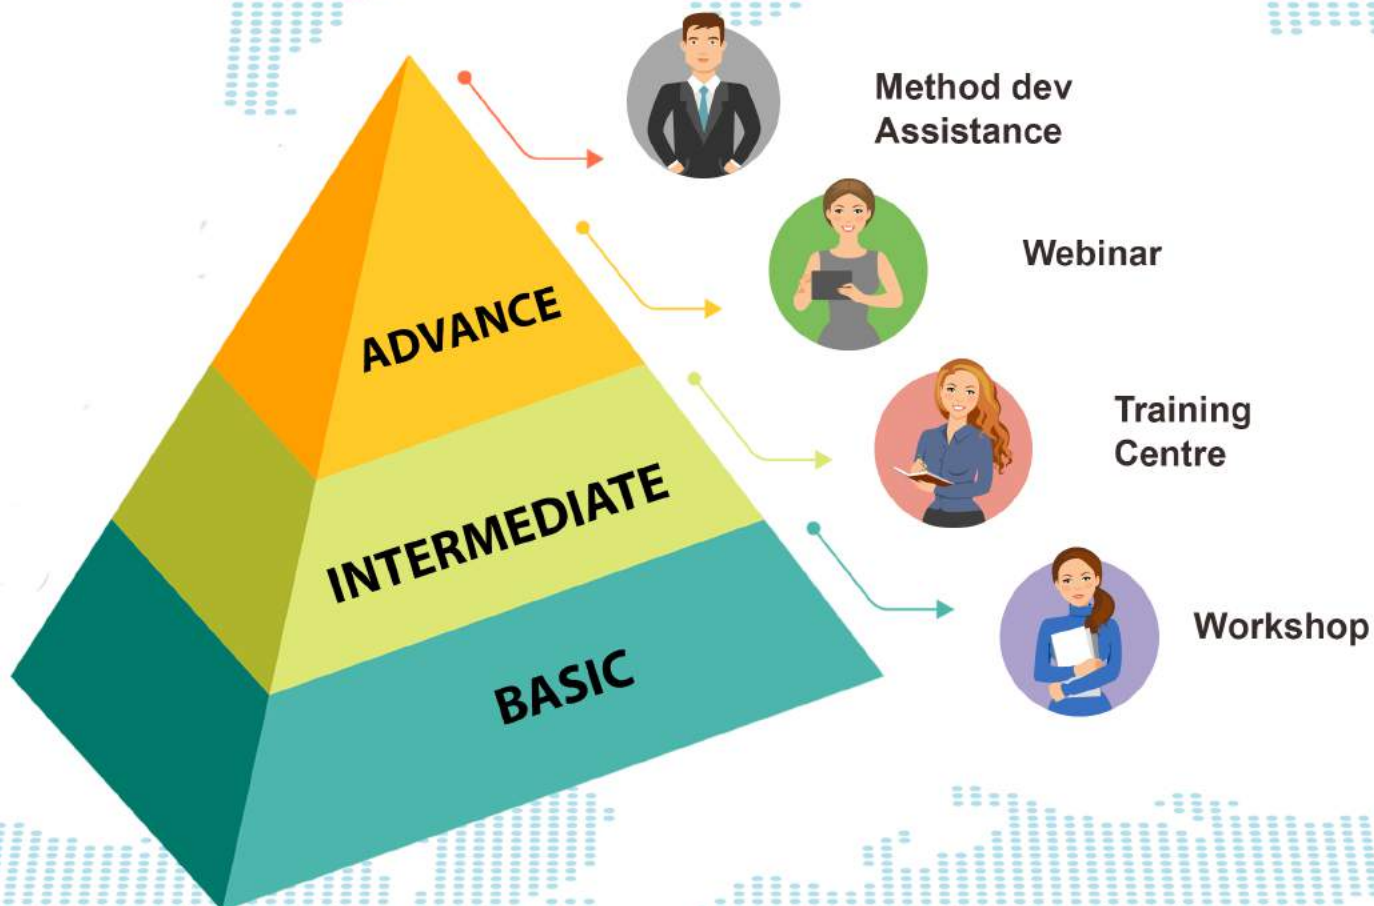 Method dev
Assistance
Webinar
ADVANCE
Training
Centre
INTERMEDIATE
Workshop
BASIC